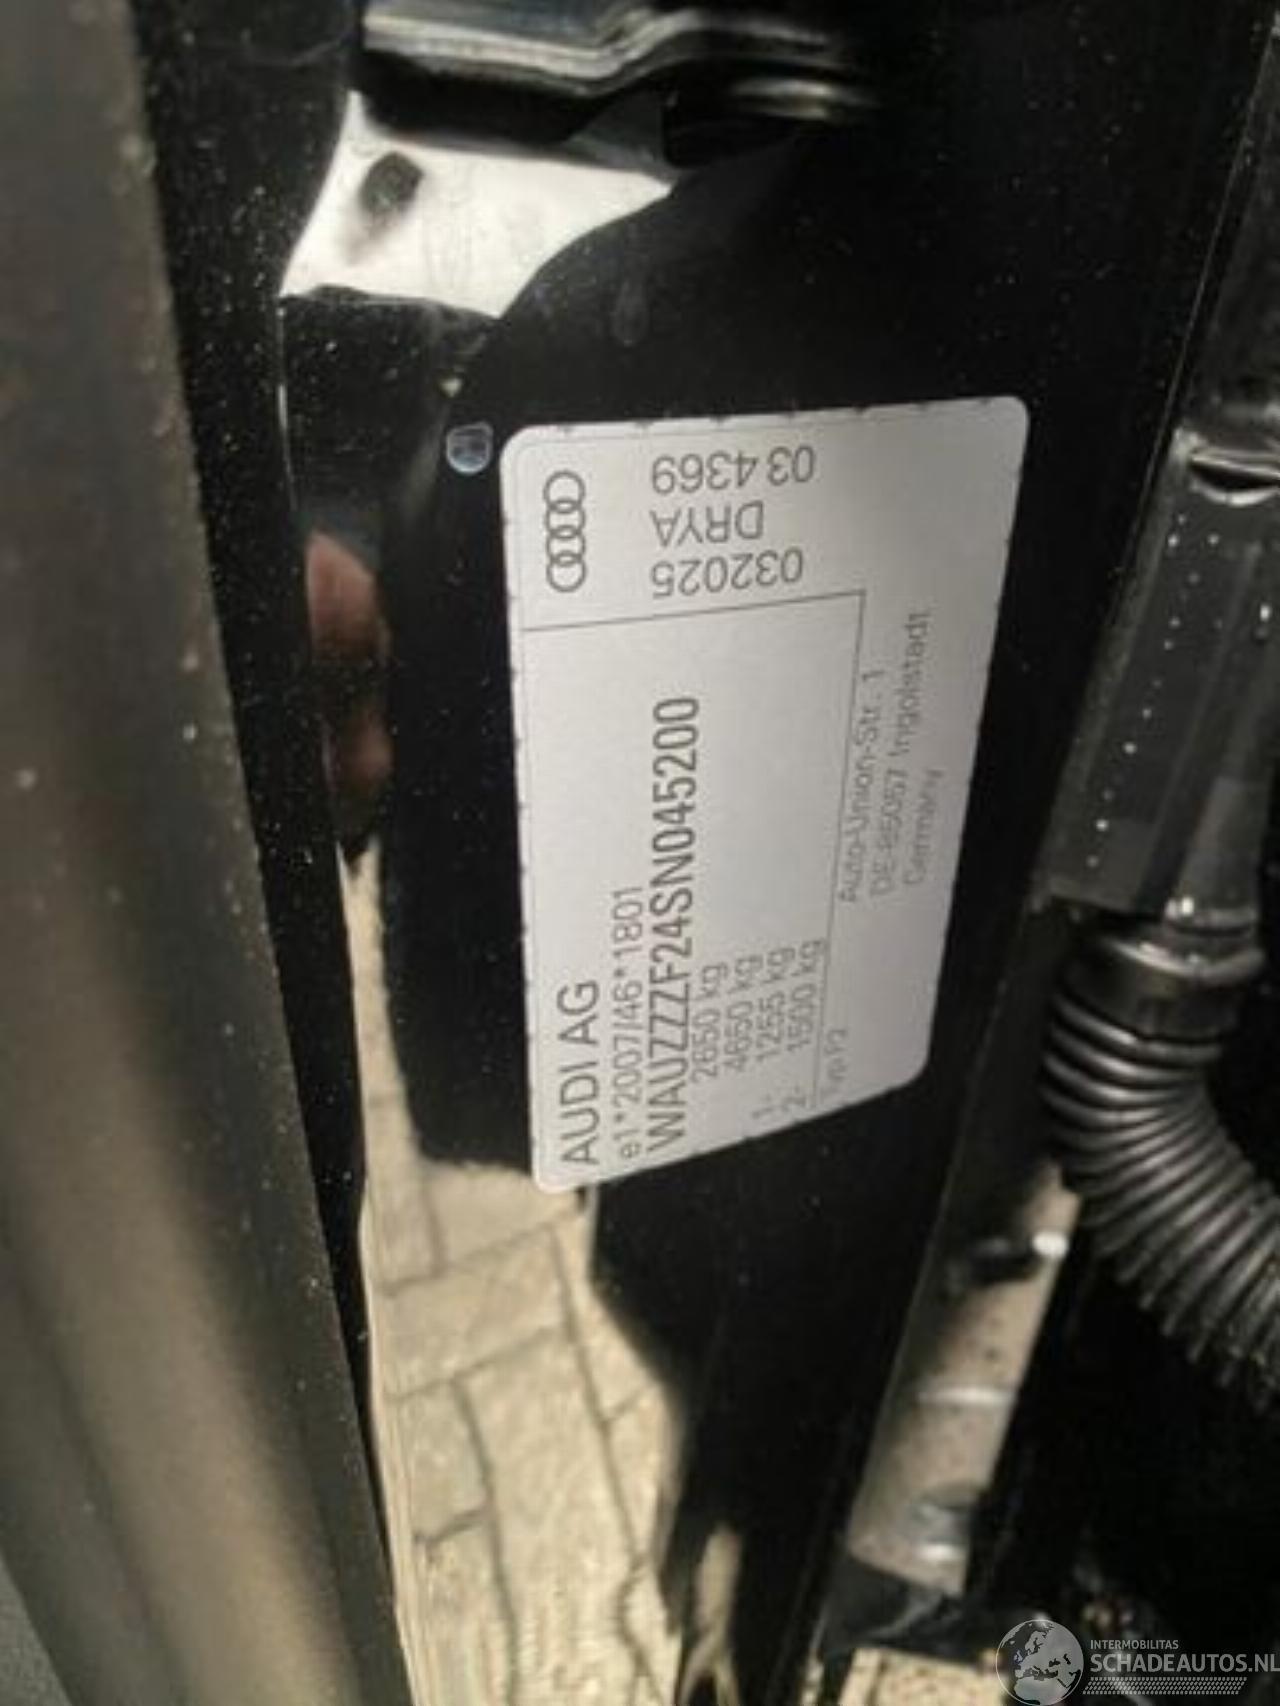 AUDI AG
e1*2007/46*1801
WAUZZZF24SN045200
2650 kg
4650 kg
1- 1255 kg
2- 1500 kg
Typ F2
Auto-Union-Str. 1
DE-85057 Ingolstadt
Germany
032025
DRYA
03 4369
INTERMOBILITAS
SCHADEAUTOS.NL